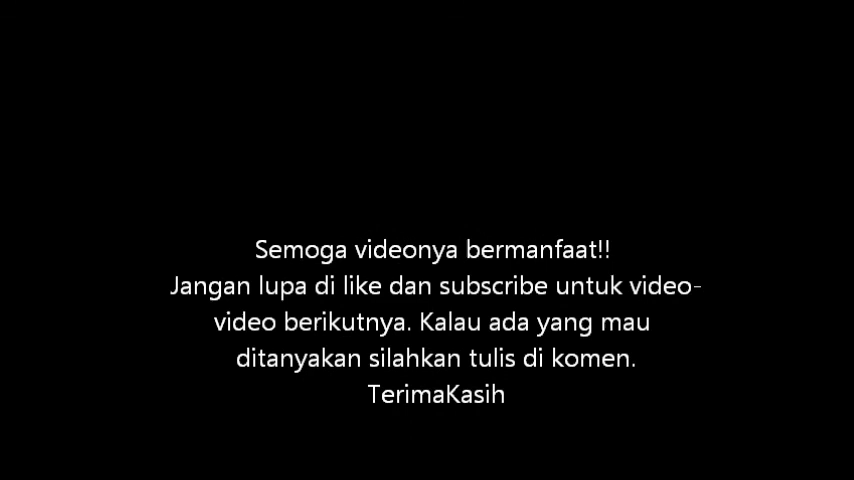 Semoga videonya bermanfaat!!
Jangan lupa di like dan subscribe untuk video-
video berikutnya. Kalau ada yang mau
ditanyakan silahkan tulis di komen.
TerimaKasih